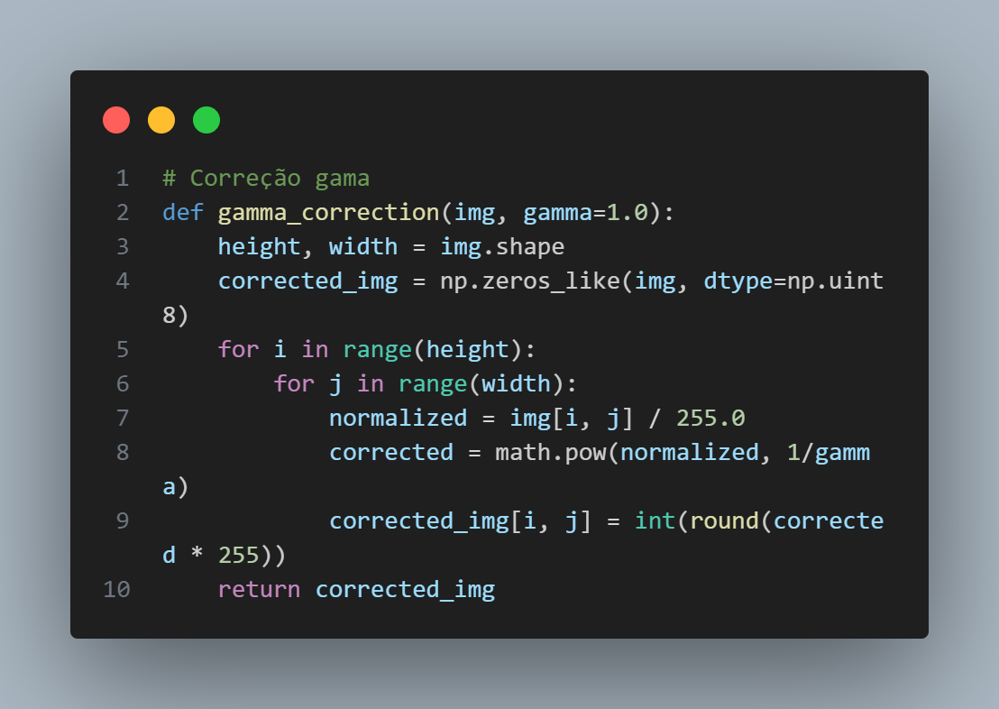 1 # Correção gama
2 def gamma_correction(img, gamma=1.0):
3     height, width = img.shape
4     corrected_img = np.zeros_like(img, dtype=np.uint
8)
5     for i in range(height):
6         for j in range(width):
7             normalized = img[i, j] / 255.0
8             corrected = math.pow(normalized, 1/gamm
a)
9             corrected_img[i, j] = int(round(correcte
d * 255))
10     return corrected_img